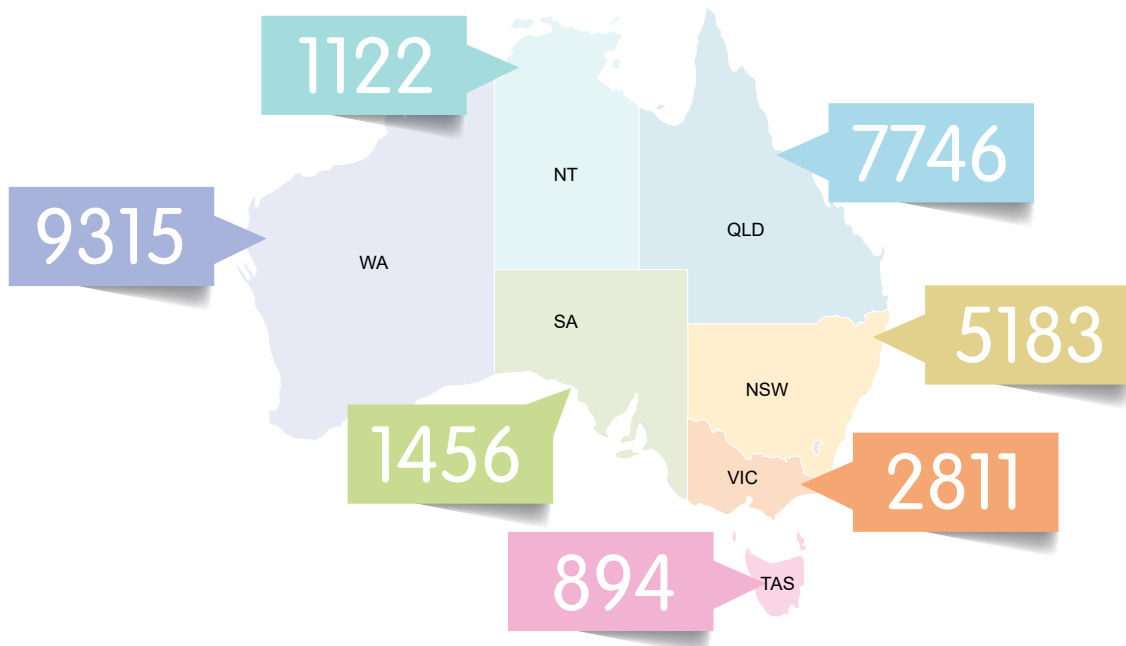 1122
7746
NT
9315
QLD
WA
SA
5183
NSW
1456
VIC
2811
894
TAS